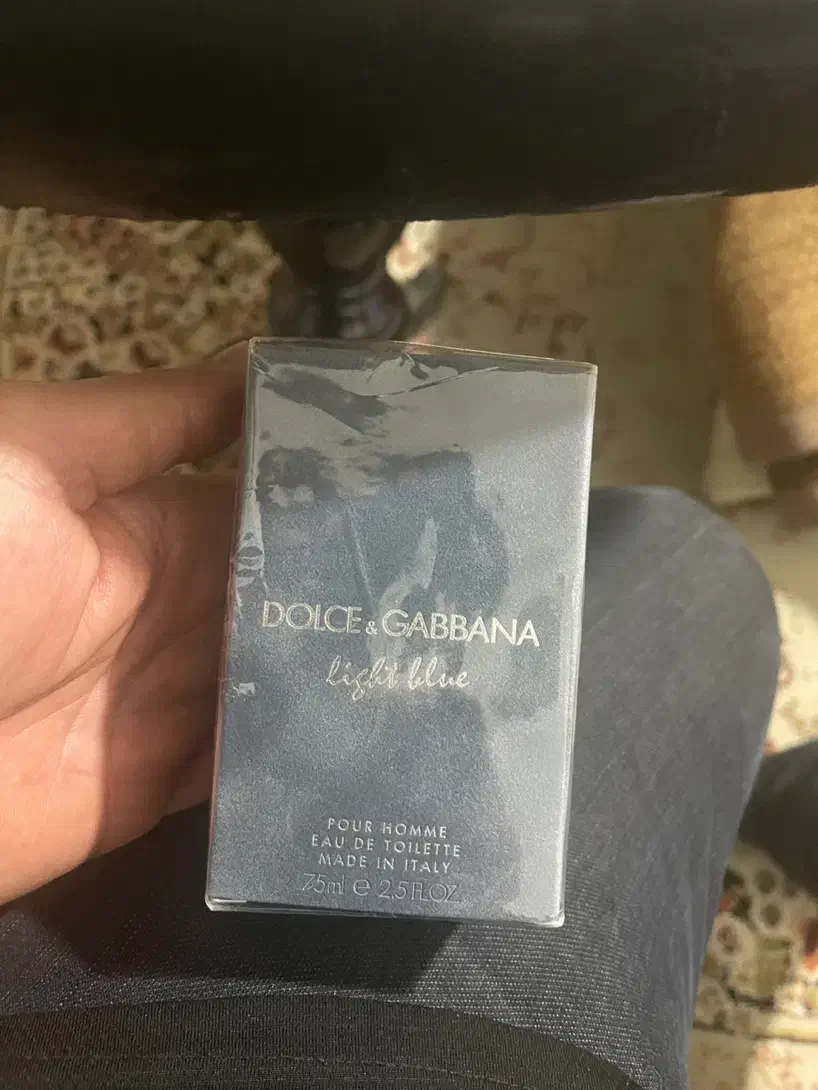 DOLCE & GABBANA
light blue
POUR HOMME
EAU DE TOILETTE
MADE IN ITALY
75ml e 2.5 FL.OZ.